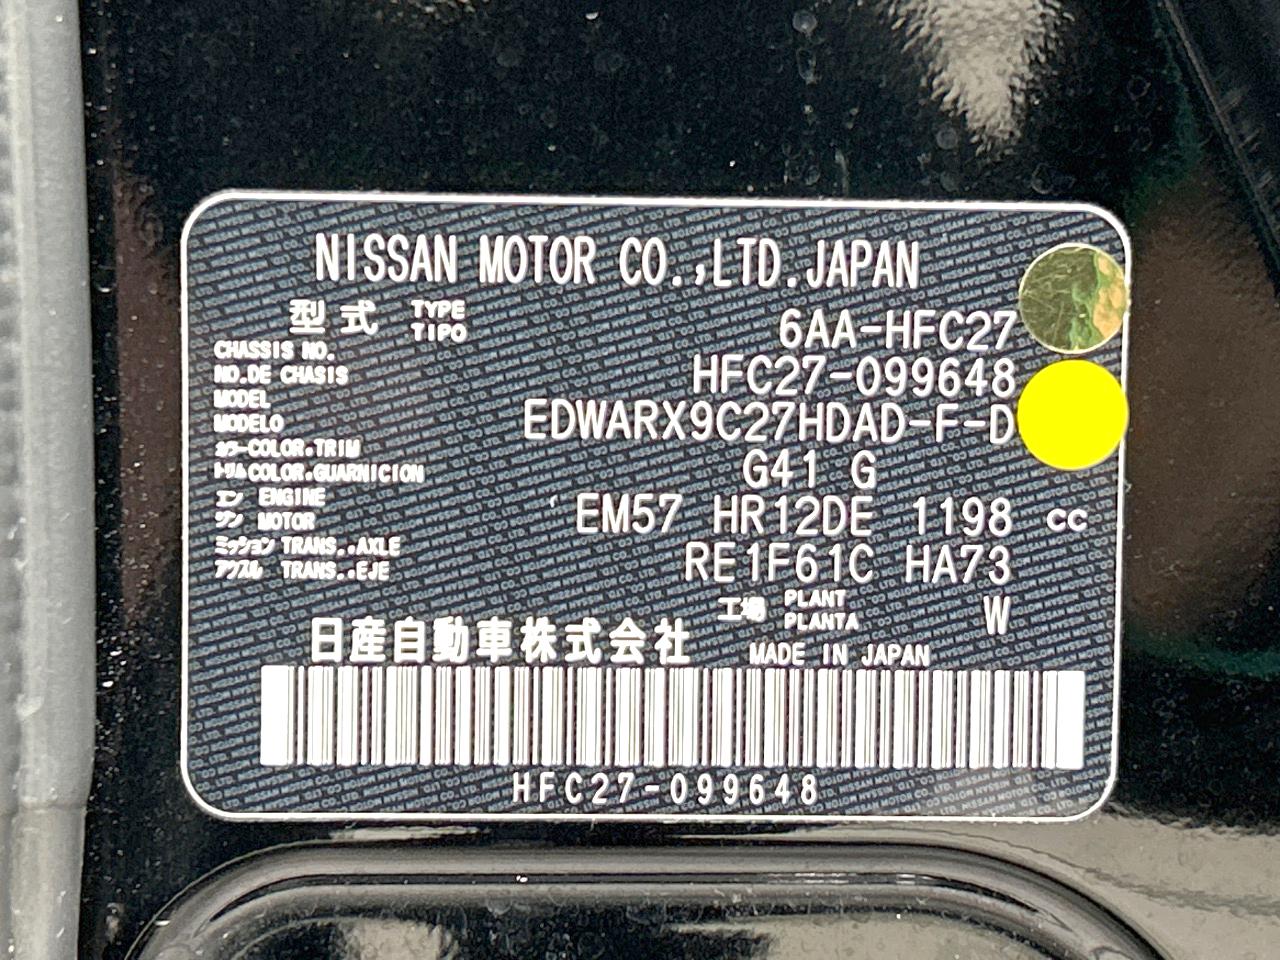 NISSAN MOTOR CO.,LTD.JAPAN
型式 TYPE TIPO 6AA-HFC27
CHASSIS NO.
NO.DE CHASIS HFC27-099648
MODEL
MODELO EDWARX9C27HDAD-F-D
カラー COLOR.TRIM
トリム COLOR.GUARNICION G41 G
エン ENGINE
ジン MOTOR EM57 HR12DE 1198 cc
ミッション TRANS..AXLE
アクスル TRANS..EJE RE1F61C HA73
工場 PLANT PLANTA W
日産自動車株式会社 MADE IN JAPAN
HFC27-099648